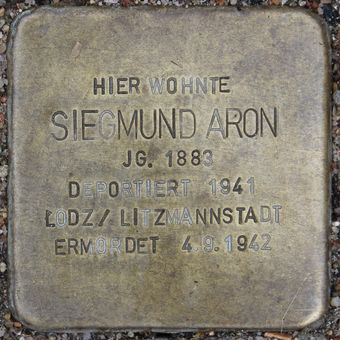 HIER WOHNTE
SIEGMUND ARON
JG. 1883
DEPORTIERT 1941
ŁODZ / LITZMANNSTADT
ERMORDET 4.9.1942